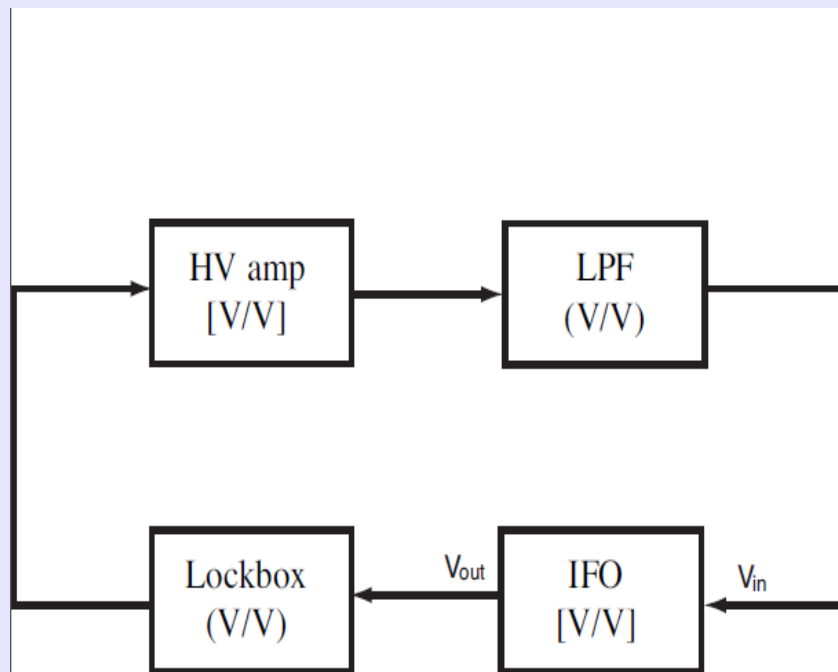 HV amp
[V/V]
LPF
(V/V)
Lockbox
(V/V)
Vout
IFO
[V/V]
Vin